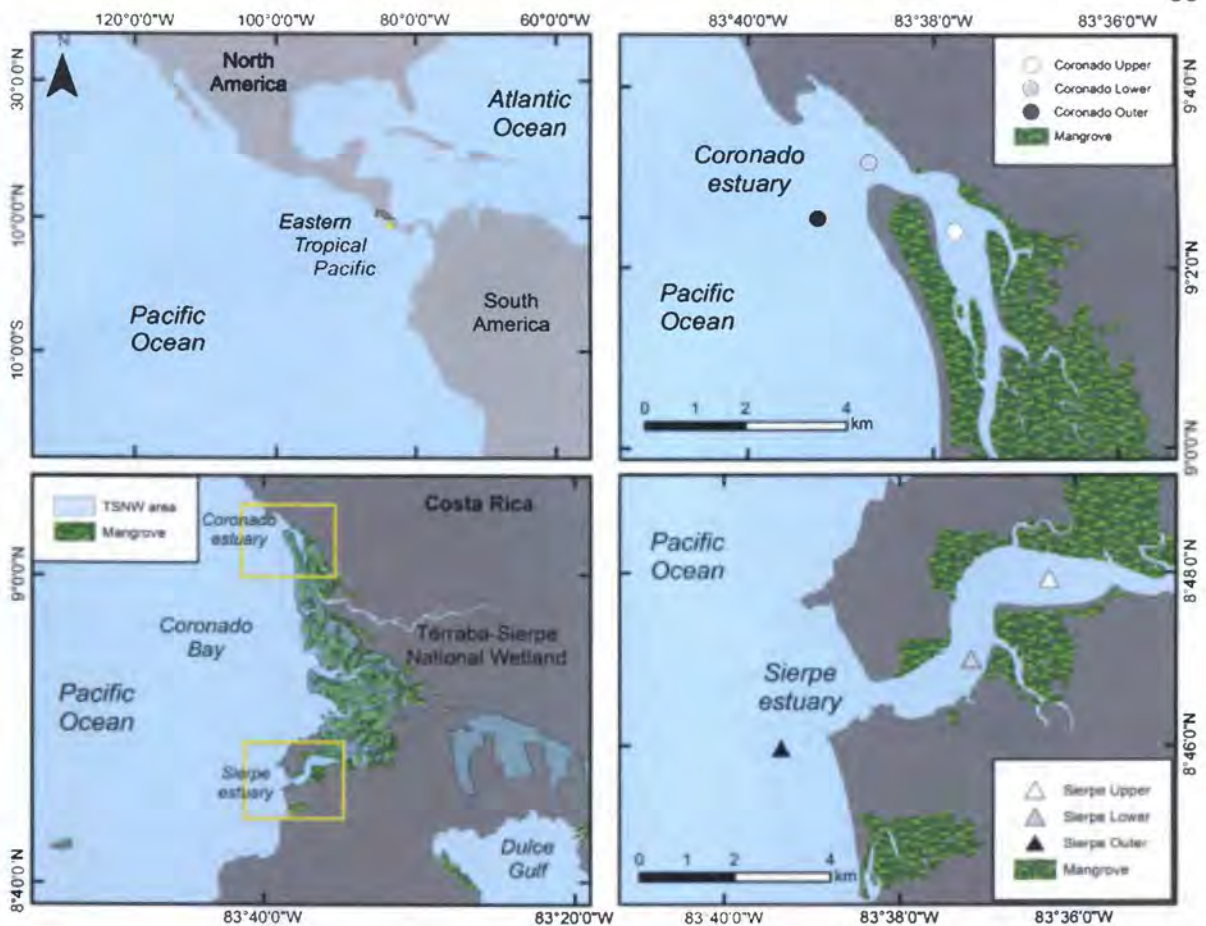 120°0'0"W 100°0'0"W 80°0'0"W 60°0'0"W
30°0'0"N
10°0'0"N
10°0'0"S
North
America
Atlantic
Ocean
Eastern
Tropical
Pacific
Pacific
Ocean
South
America
83°40'0"W 83°38'0"W 83°36'0"W
9°4'0"N
9°2'0"N
9°0'0"N
Coronado Upper
Coronado Lower
Coronado Outer
Mangrove
Coronado
estuary
Pacific
Ocean
0 2 4
km
TSNW area
Mangrove
Coronado
estuary
Costa Rica
9°0'0"N
Coronado
Bay
Térraba-Sierpe
National Wetland
Pacific
Ocean
Sierpe
estuary
Dulce
Gulf
8°40'0"N
83°40'0"W 83°20'0"W
Pacific
Ocean
Sierpe
estuary
8°48'0"N
8°46'0"N
Sierpe Upper
Sierpe Lower
Sierpe Outer
Mangrove
0 1 2 4
km
83°40'0"W 83°38'0"W 83°36'0"W